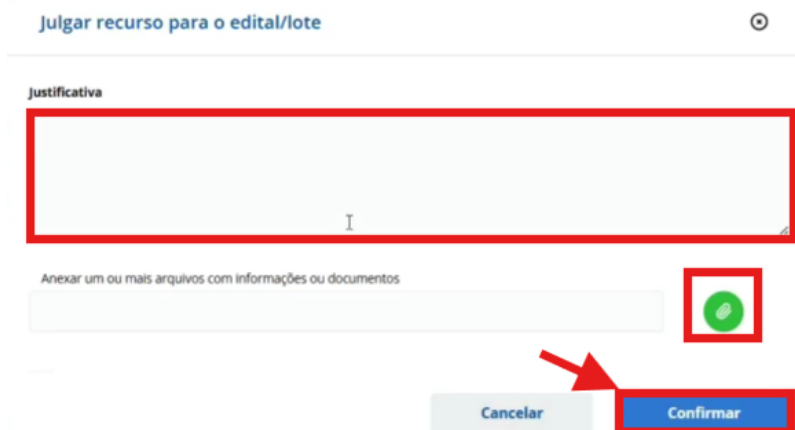 Julgar recurso para o edital/lote
Justificativa
Anexar um ou mais arquivos com informações ou documentos
Cancelar Confirmar